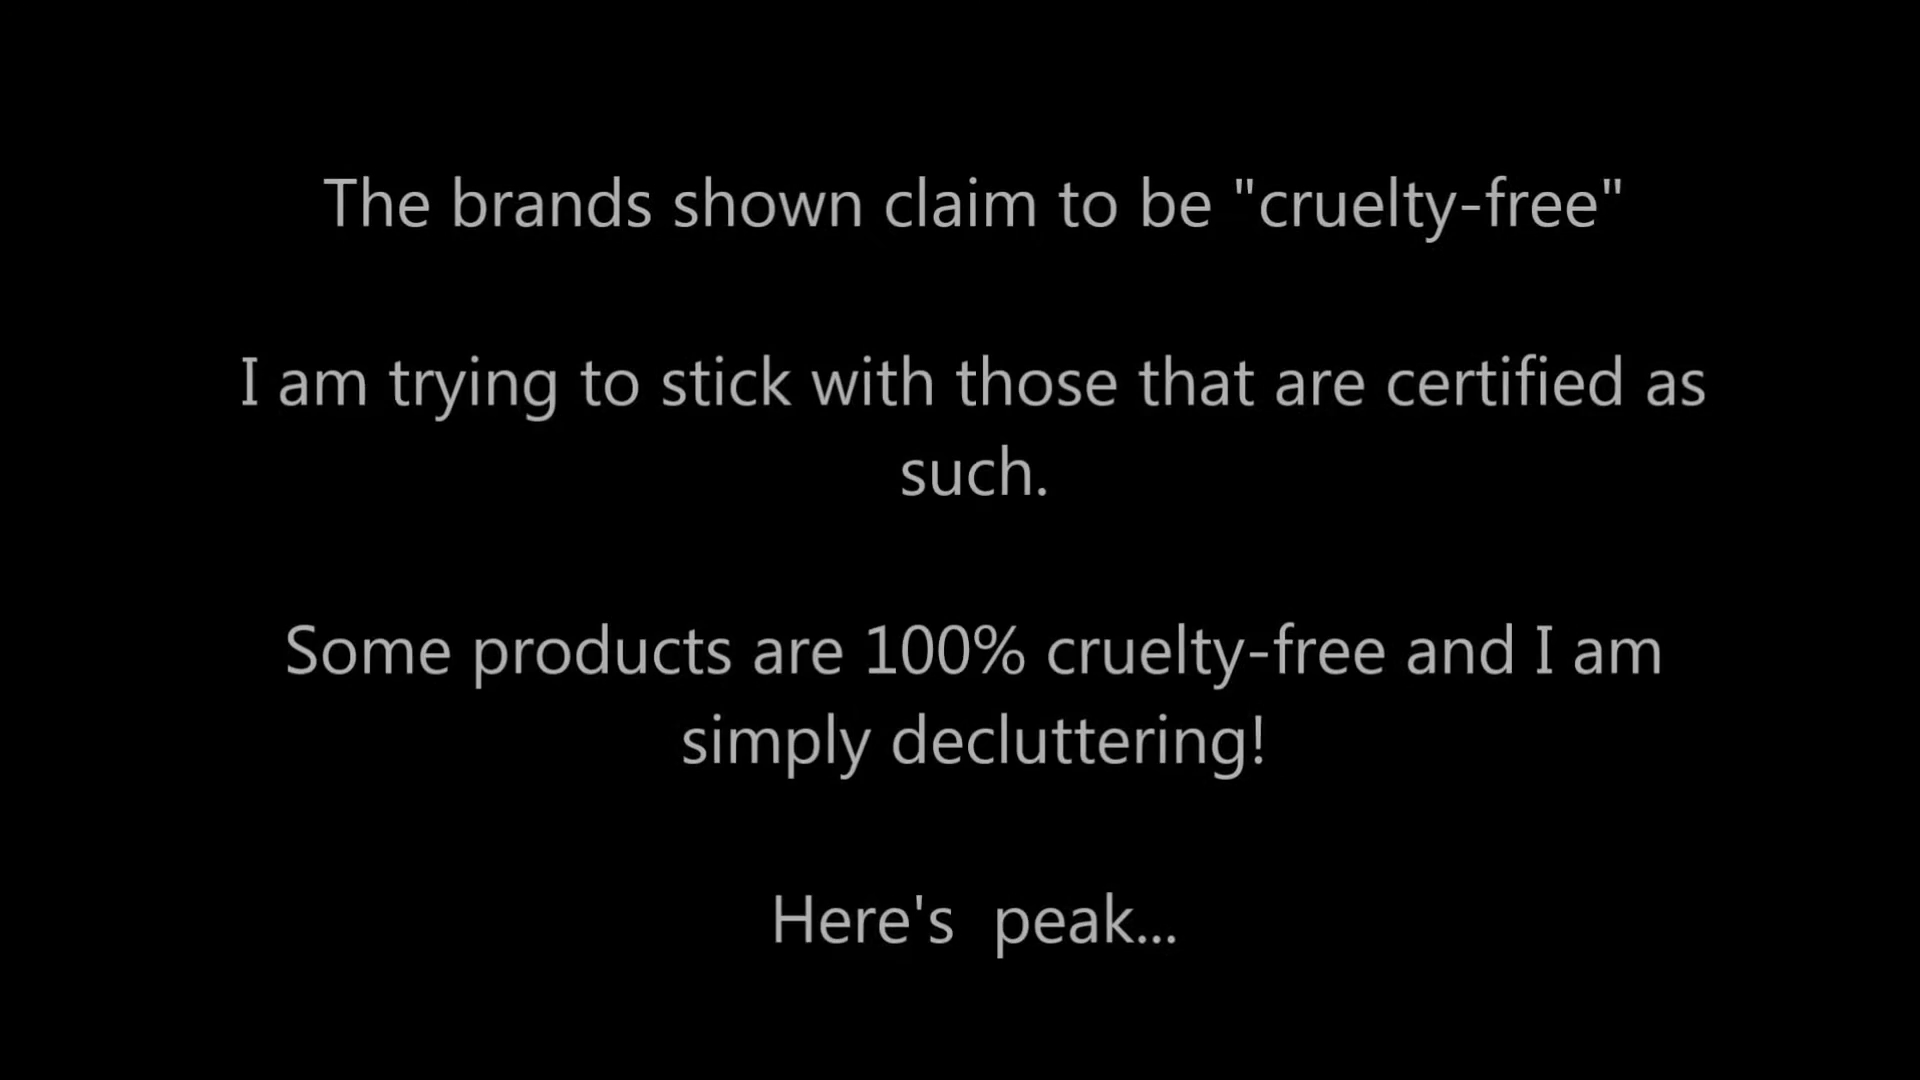 The brands shown claim to be "cruelty-free"
I am trying to stick with those that are certified as
such.
Some products are 100% cruelty-free and I am
simply decluttering!
Here's  peak...